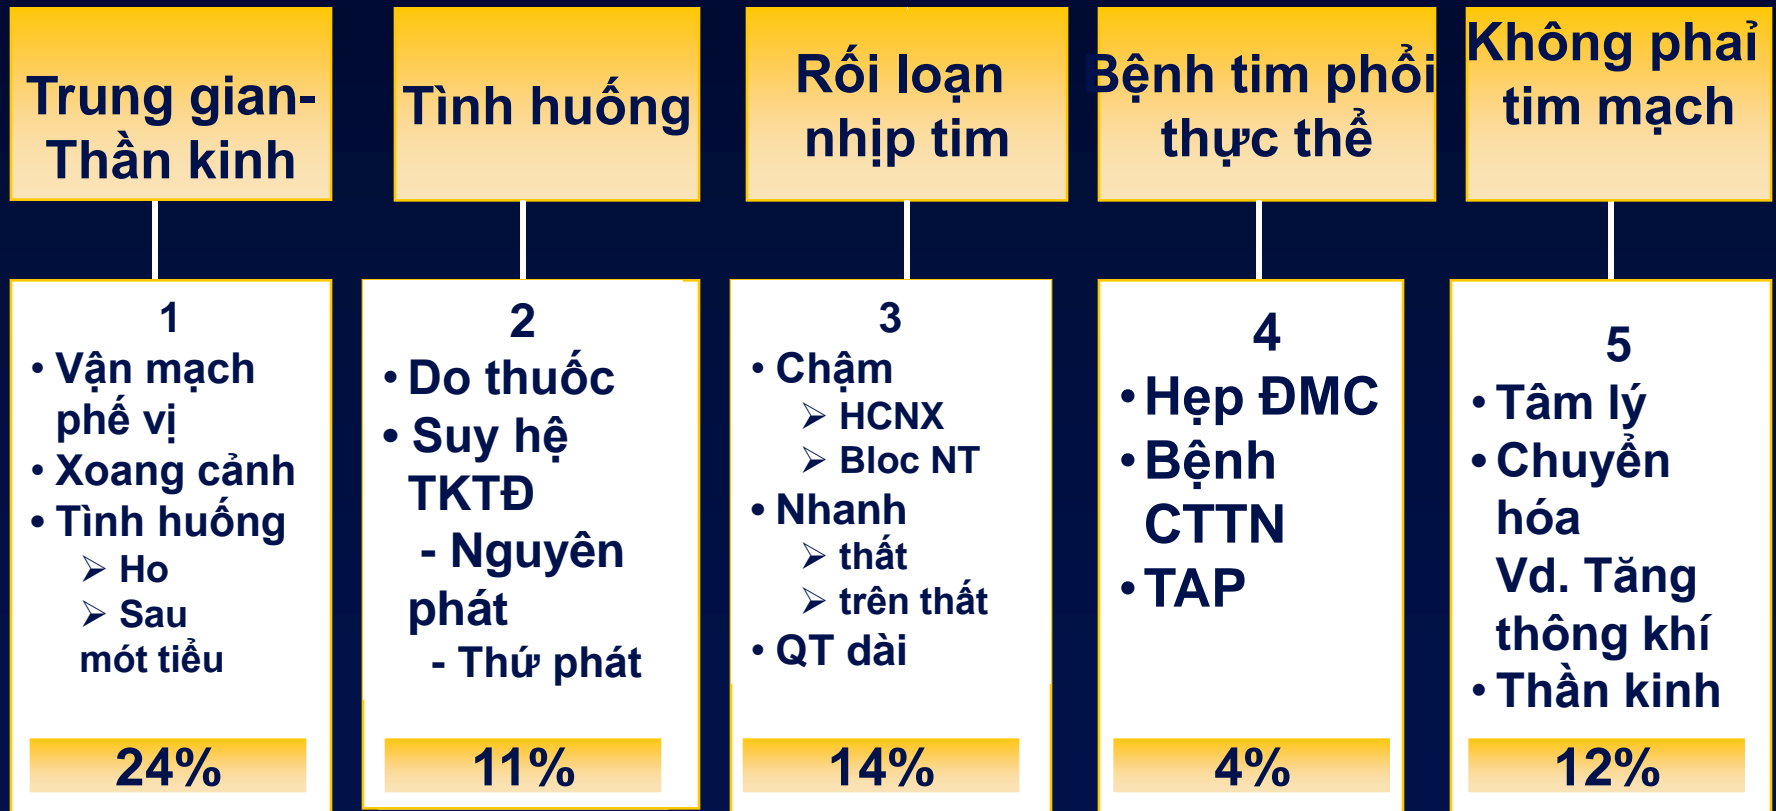 Trung gian-
Thần kinh
Tình huống
Rối loạn
nhịp tim
Bệnh tim phổi
thực thể
Không phaỉ
tim mạch
1
• Vận mạch
phế vị
• Xoang cảnh
• Tình huống
➢ Ho
➢ Sau
mót tiểu
24%
2
• Do thuốc
• Suy hệ
TKTĐ
- Nguyên
phát
- Thứ phát
11%
3
• Chậm
➢ HCNX
➢ Bloc NT
• Nhanh
➢ thất
➢ trên thất
• QT dài
14%
4
• Hẹp ĐMC
• Bệnh
CTTN
• TAP
4%
5
• Tâm lý
• Chuyển
hóa
Vd. Tăng
thông khí
• Thần kinh
12%